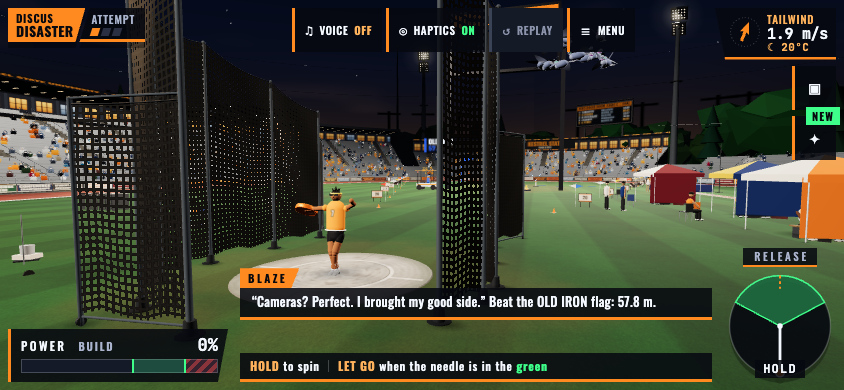 DISCUS
DISASTER
ATTEMPT
♫ VOICE OFF
◎ HAPTICS ON
↺ REPLAY
≡ MENU
TAILWIND
1.9 m/s
☾ 20°C
NEW
RELEASE
BLAZE
“Cameras? Perfect. I brought my good side.” Beat the OLD IRON flag: 57.8 m.
POWER BUILD 0%
HOLD to spin | LET GO when the needle is in the green
HOLD